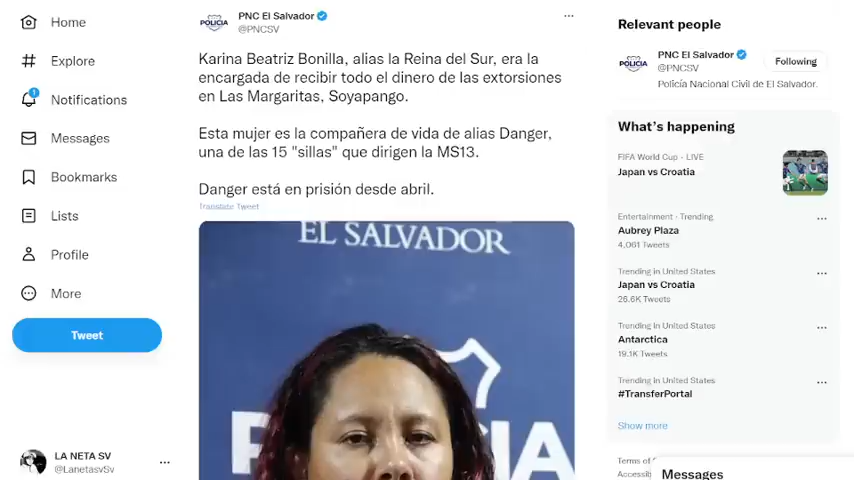 Home
Explore
1
Notifications
Messages
Bookmarks
Lists
Profile
More
Tweet
LA NETA SV
@LanetasvSv
POLICIA
PNC El Salvador
@PNCSV
Karina Beatriz Bonilla, alias la Reina del Sur, era la
encargada de recibir todo el dinero de las extorsiones
en Las Margaritas, Soyapango.
Esta mujer es la compañera de vida de alias Danger,
una de las 15 "sillas" que dirigen la MS13.
Danger está en prisión desde abril.
Translate Tweet
EL SALVADOR
Relevant people
POLICIA
PNC El Salvador
@PNCSV
Following
Policía Nacional Civil de El Salvador.
What's happening
FIFA World Cup · LIVE
Japan vs Croatia
Entertainment · Trending
Aubrey Plaza
4,061 Tweets
Trending in United States
Japan vs Croatia
26.6K Tweets
Trending in United States
Antarctica
19.1K Tweets
Trending in United States
#TransferPortal
Show more
Terms of
Messages